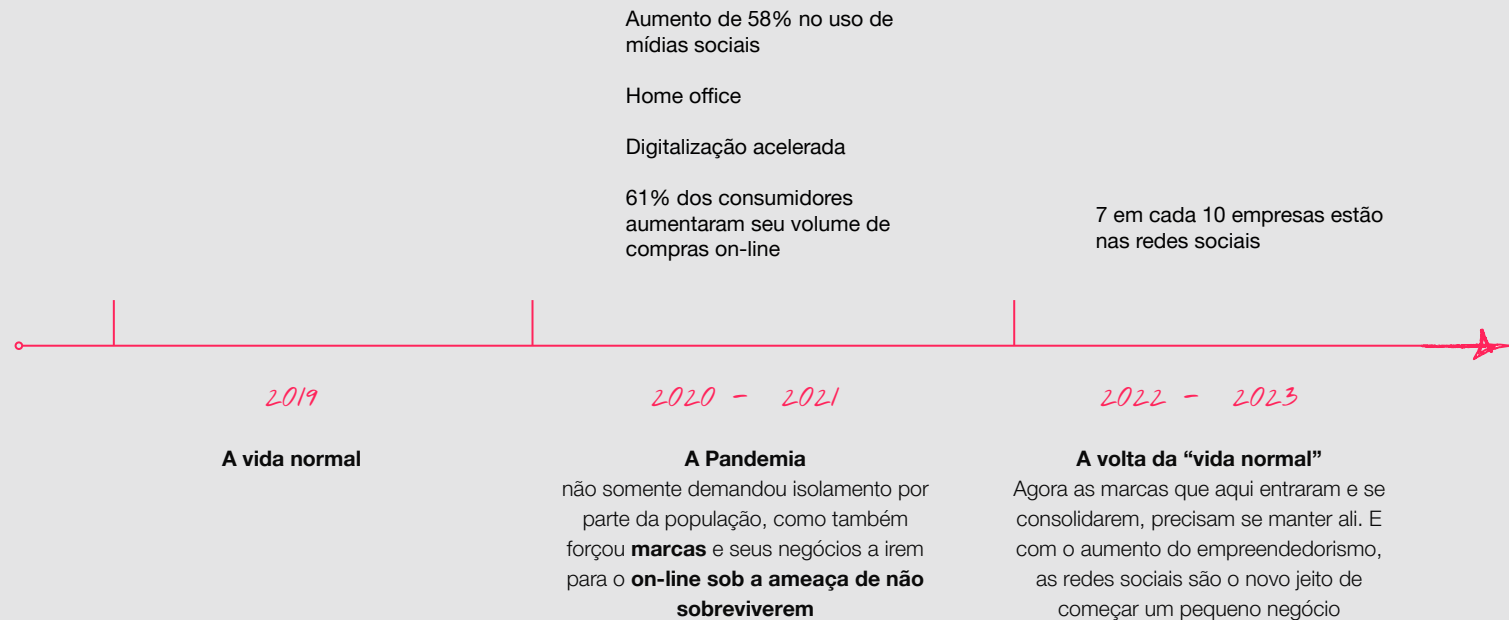 Aumento de 58% no uso de
mídias sociais
Home office
Digitalização acelerada
61% dos consumidores
aumentaram seu volume de
compras on-line
7 em cada 10 empresas estão
nas redes sociais
2019
2020 - 2021
2022 - 2023
A vida normal
A Pandemia
não somente demandou isolamento por
parte da população, como também
forçou marcas e seus negócios a irem
para o on-line sob a ameaça de não
sobreviverem
A volta da “vida normal”
Agora as marcas que aqui entraram e se
consolidarem, precisam se manter ali. E
com o aumento do empreendedorismo,
as redes sociais são o novo jeito de
começar um pequeno negócio